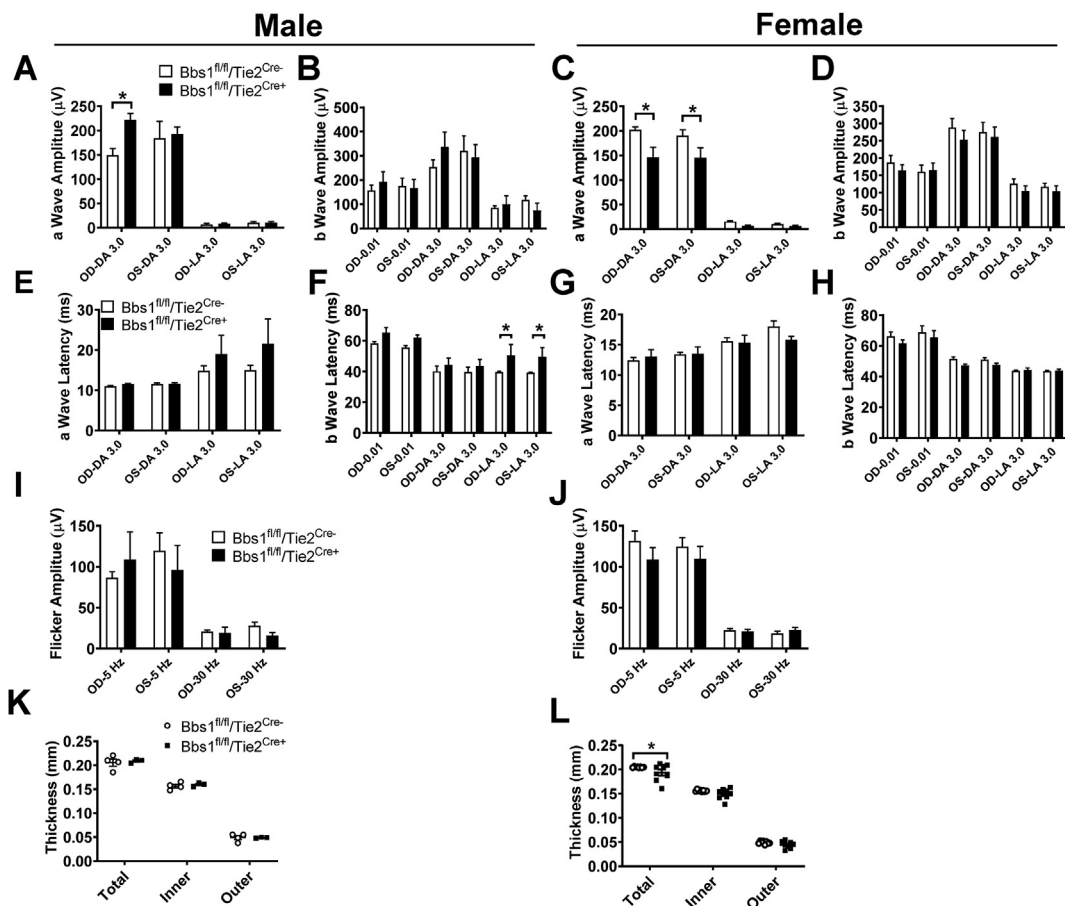 Male
Female
A
Bbs1fl/fl/Tie2Cre-
Bbs1fl/fl/Tie2Cre+
a Wave Amplitue (μV)
250
200
150
100
50
0
*
OD-DA 3.0
OS-DA 3.0
OD-LA 3.0
OS-LA 3.0
B
b Wave Amplitue (μV)
500
400
300
200
100
0
OD-0.01
OS-0.01
OD-DA 3.0
OS-DA 3.0
OD-LA 3.0
OS-LA 3.0
C
a Wave Amplitue (μV)
250
200
150
100
50
0
* *
OD-DA 3.0
OS-DA 3.0
OD-LA 3.0
OS-LA 3.0
D
b Wave Amplitue (μV)
350
300
250
200
150
100
50
0
OD-0.01
OS-0.01
OD-DA 3.0
OS-DA 3.0
OD-LA 3.0
OS-LA 3.0
E
Bbs1fl/fl/Tie2Cre-
Bbs1fl/fl/Tie2Cre+
a Wave Latency (ms)
30
20
10
0
OD-DA 3.0
OS-DA 3.0
OD-LA 3.0
OS-LA 3.0
F
b Wave Latency (ms)
80
60
40
20
0
* *
OD-0.01
OS-0.01
OD-DA 3.0
OS-DA 3.0
OD-LA 3.0
OS-LA 3.0
G
a Wave Latency (ms)
20
15
10
5
0
OD-DA 3.0
OS-DA 3.0
OD-LA 3.0
OS-LA 3.0
H
b Wave Latency (ms)
80
60
40
20
0
OD-0.01
OS-0.01
OD-DA 3.0
OS-DA 3.0
OD-LA 3.0
OS-LA 3.0
I
Bbs1fl/fl/Tie2Cre-
Bbs1fl/fl/Tie2Cre+
Flicker Amplitue (μV)
150
100
50
0
OD-5 Hz
OS-5 Hz
OD-30 Hz
OS-30 Hz
J
Flicker Amplitue (μV)
150
100
50
0
OD-5 Hz
OS-5 Hz
OD-30 Hz
OS-30 Hz
K
Bbs1fl/fl/Tie2Cre-
Bbs1fl/fl/Tie2Cre+
Thickness (mm)
0.25
0.20
0.15
0.10
0.05
0.00
Total
Inner
Outer
L
Thickness (mm)
0.25
0.20
0.15
0.10
0.05
0.00
*
Total
Inner
Outer